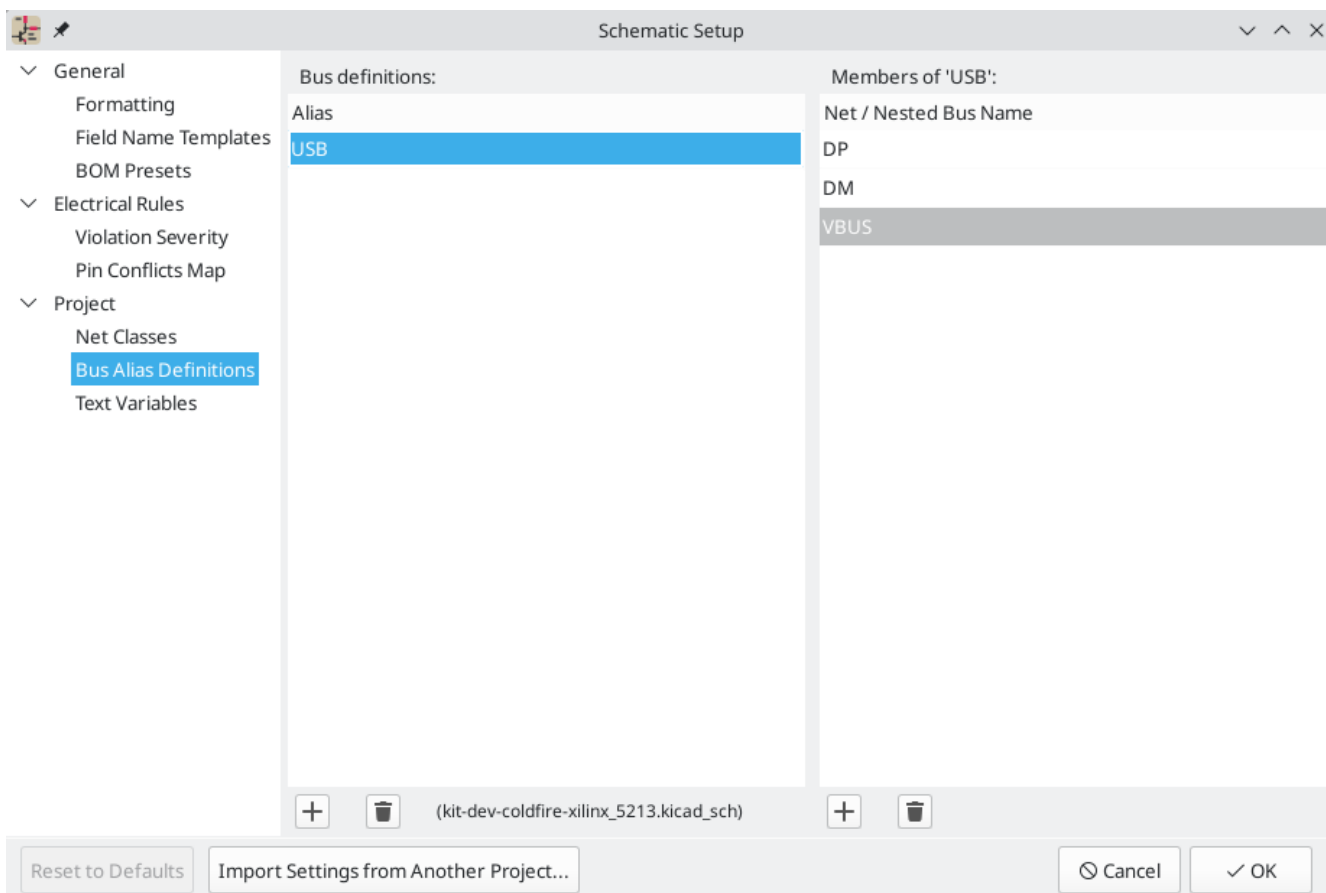 Schematic Setup
General
Formatting
Field Name Templates
BOM Presets
Electrical Rules
Violation Severity
Pin Conflicts Map
Project
Net Classes
Bus Alias Definitions
Text Variables
Bus definitions:
Alias
USB
(kit-dev-coldfire-xilinx_5213.kicad_sch)
Members of 'USB':
Net / Nested Bus Name
DP
DM
VBUS
Reset to Defaults
Import Settings from Another Project...
Cancel
OK